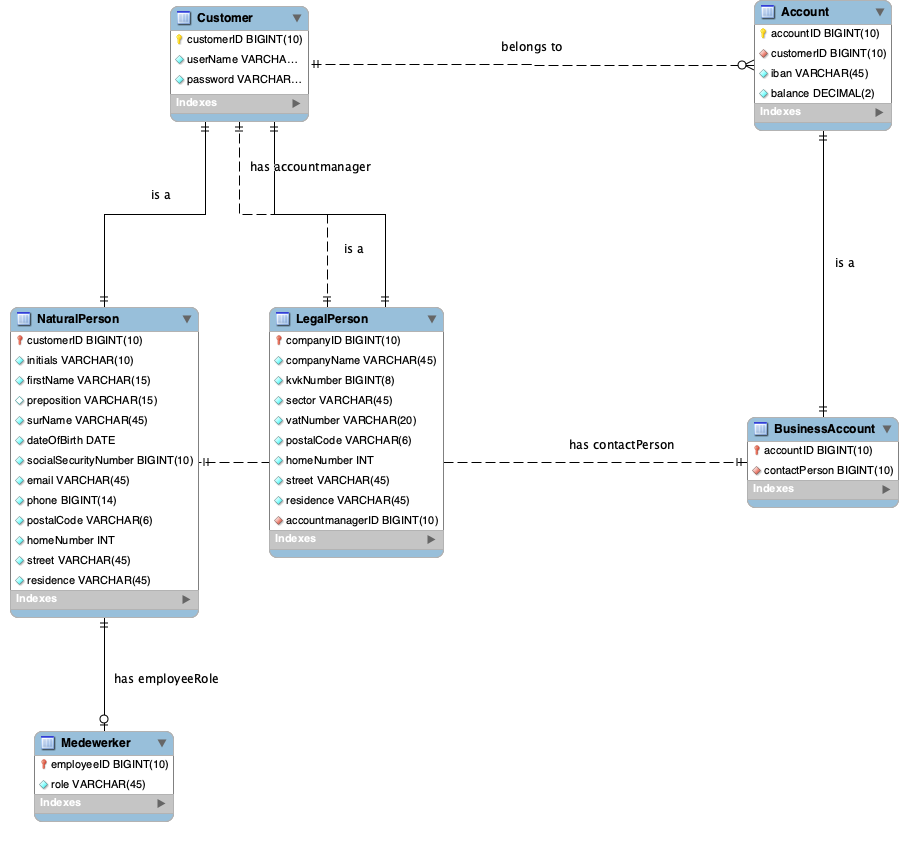 Customer
customerID BIGINT(10)
userName VARCHA...
password VARCHAR...
Indexes
belongs to
Account
accountID BIGINT(10)
customerID BIGINT(10)
iban VARCHAR(45)
balance DECIMAL(2)
Indexes
has accountmanager
is a
is a
is a
NaturalPerson
customerID BIGINT(10)
initials VARCHAR(10)
firstName VARCHAR(15)
preposition VARCHAR(15)
surName VARCHAR(45)
dateOfBirth DATE
socialSecurityNumber BIGINT(10)
email VARCHAR(45)
phone BIGINT(14)
postalCode VARCHAR(6)
homeNumber INT
street VARCHAR(45)
residence VARCHAR(45)
Indexes
LegalPerson
companyID BIGINT(10)
companyName VARCHAR(45)
kvkNumber BIGINT(8)
sector VARCHAR(45)
vatNumber VARCHAR(20)
postalCode VARCHAR(6)
homeNumber INT
street VARCHAR(45)
residence VARCHAR(45)
accountmanagerID BIGINT(10)
Indexes
has contactPerson
BusinessAccount
accountID BIGINT(10)
contactPerson BIGINT(10)
Indexes
has employeeRole
Medewerker
employeeID BIGINT(10)
role VARCHAR(45)
Indexes